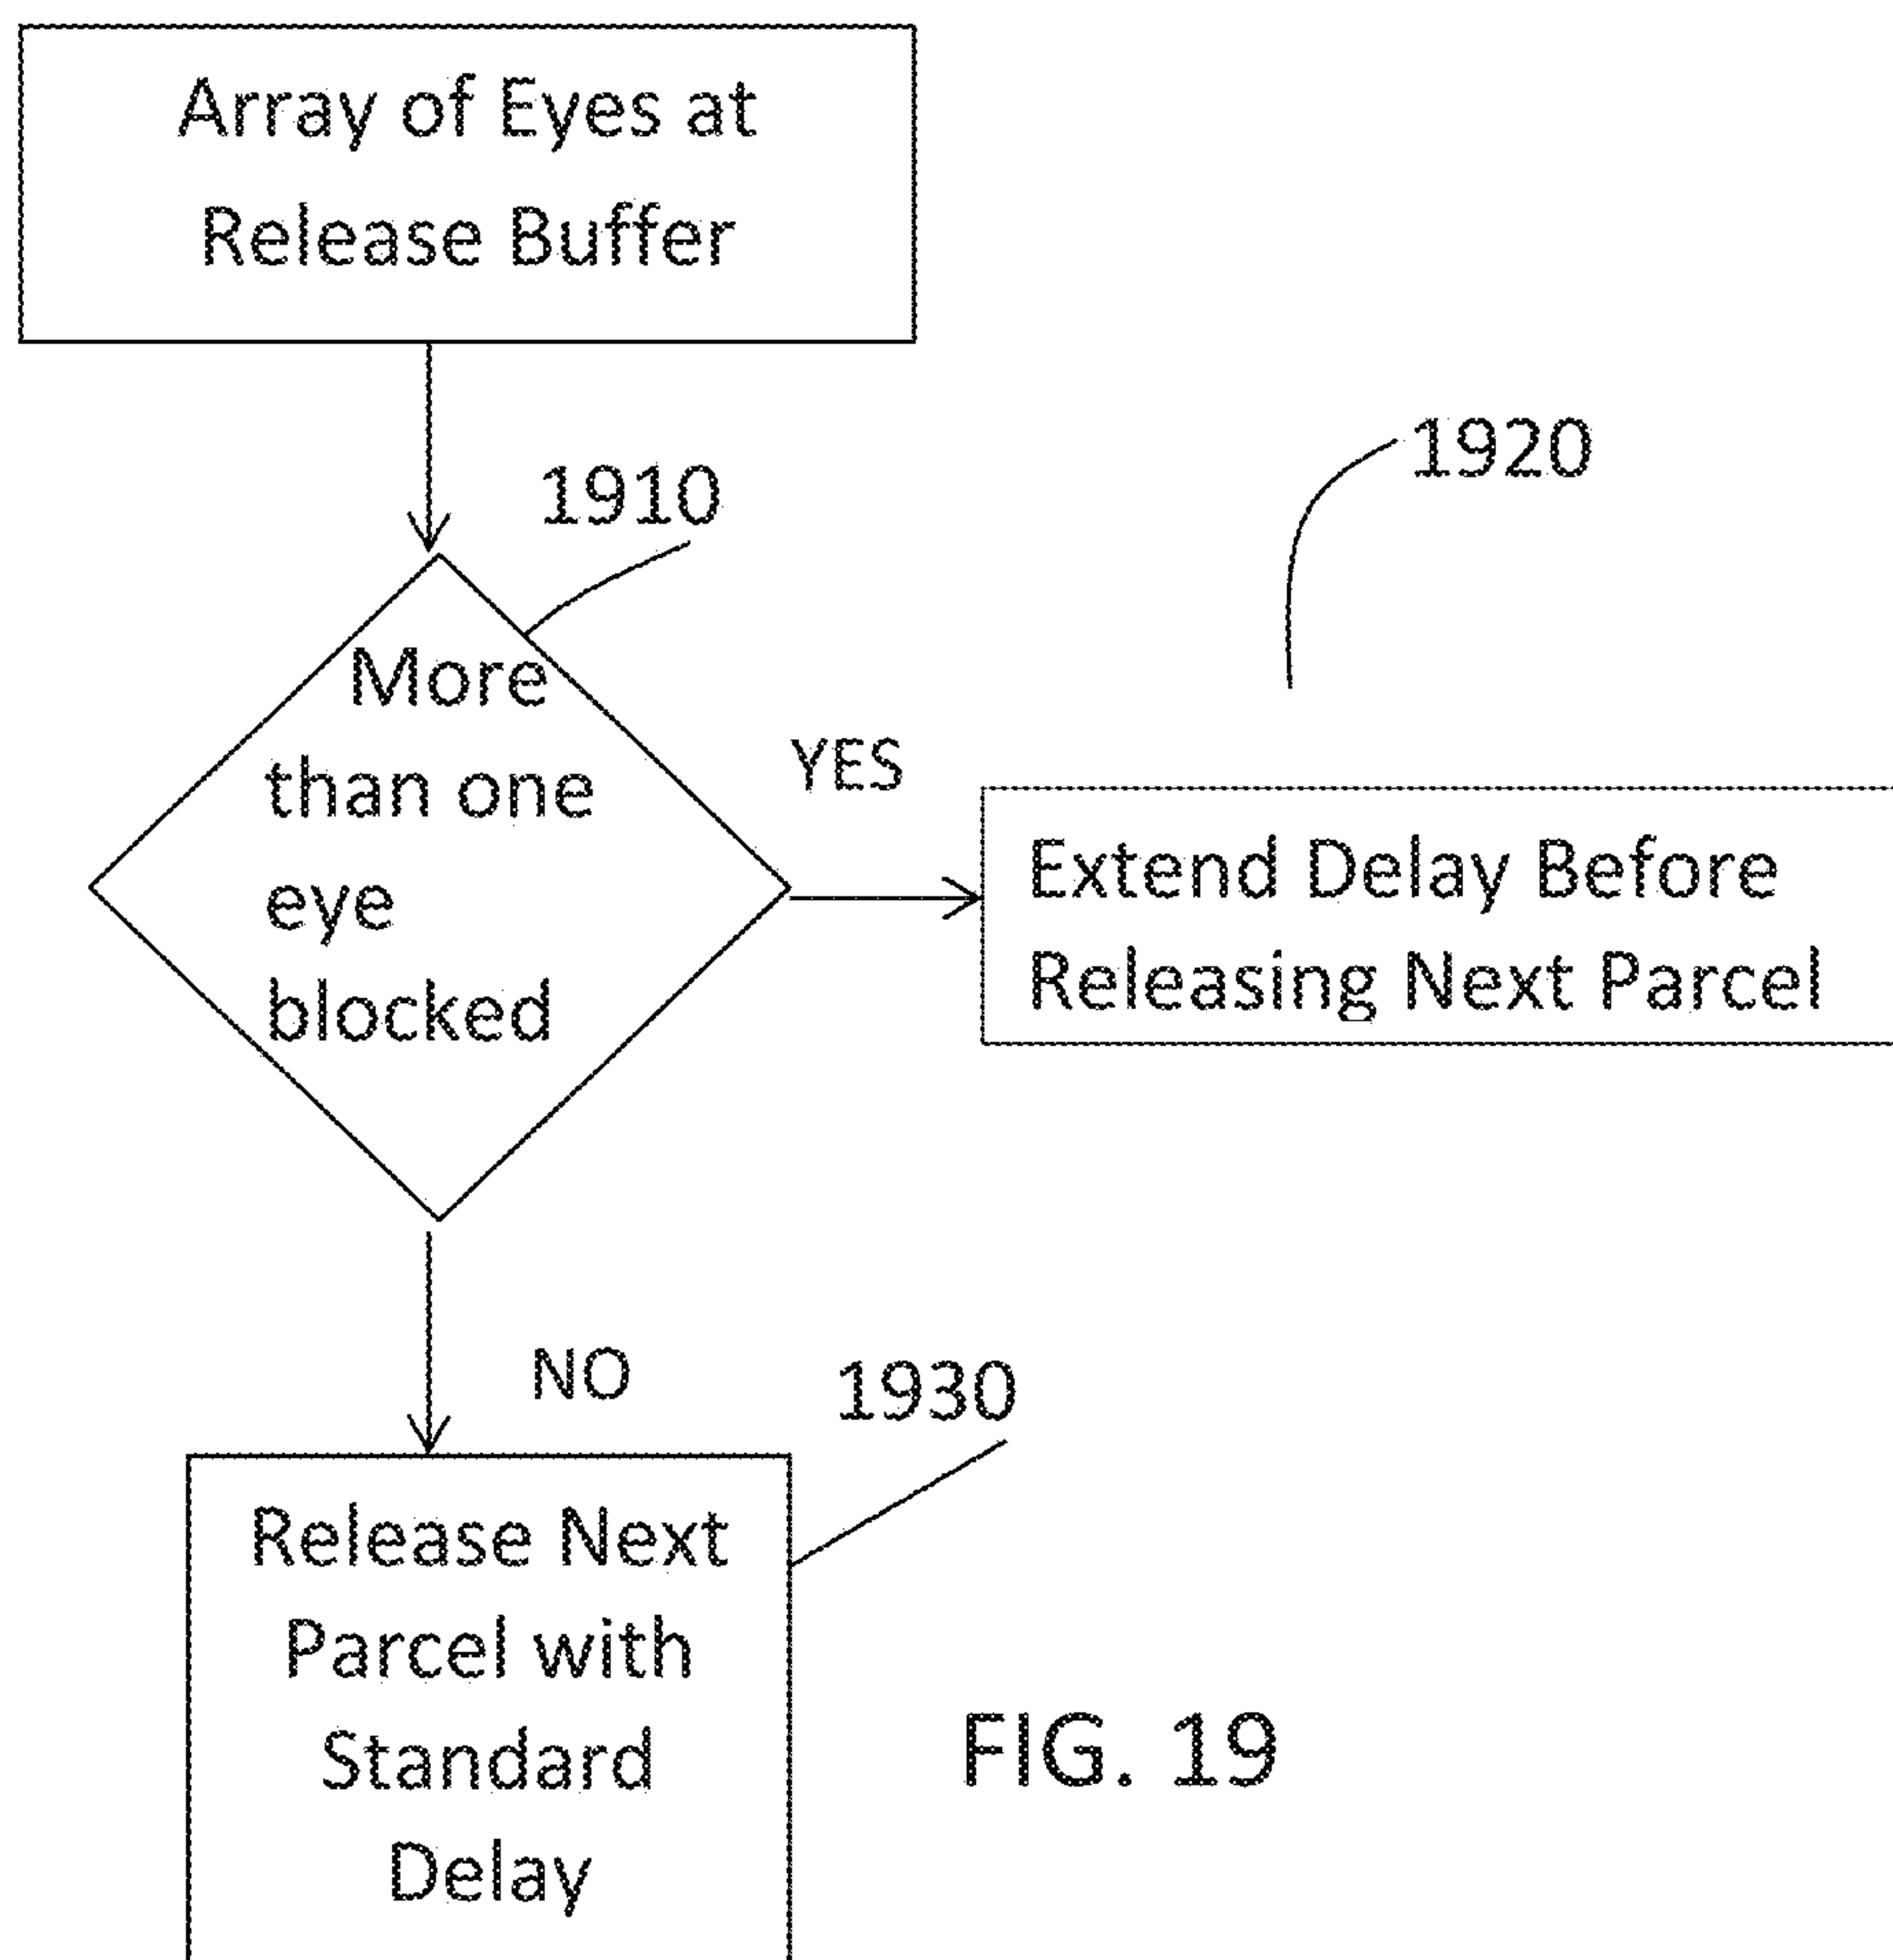 Array of Eyes at
Release Buffer
1920
1910
More
than one
eye
blocked
YES
Extend Delay Before
Releasing Next Parcel
NO
1930
Release Next
Parcel with
Standard
Delay
FIG. 19